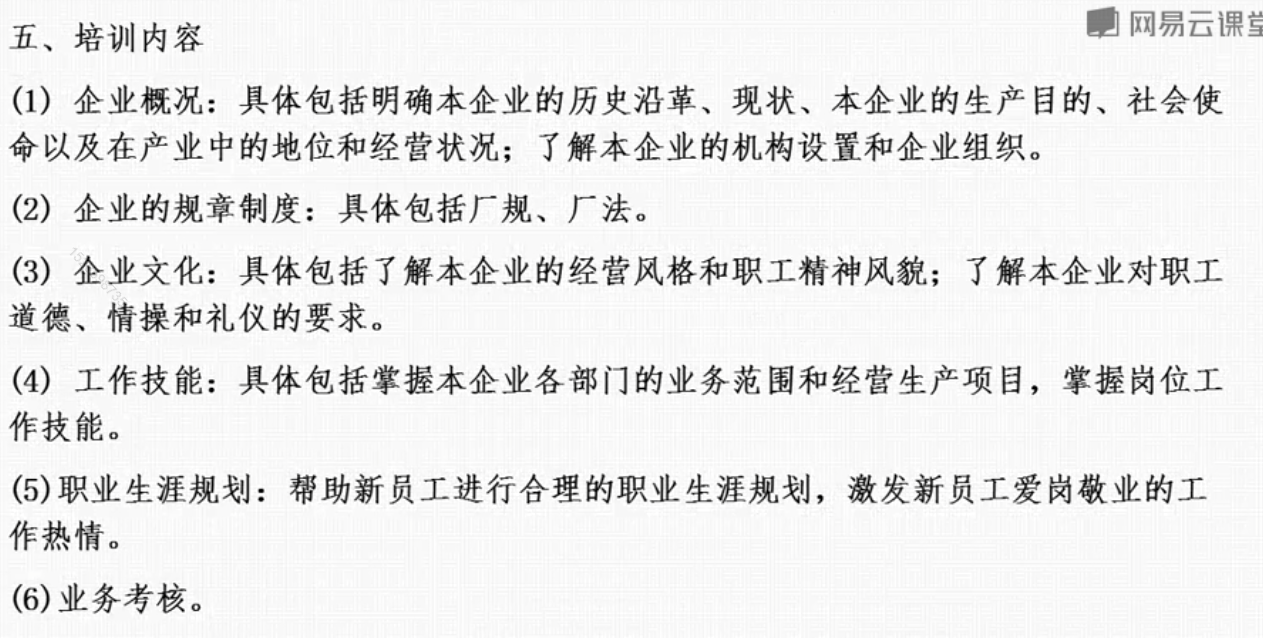 网易云课堂
五、培训内容
(1) 企业概况：具体包括明确本企业的历史沿革、现状、本企业的生产目的、社会使
命以及在产业中的地位和经营状况；了解本企业的机构设置和企业组织。
(2) 企业的规章制度：具体包括厂规、厂法。
(3) 企业文化：具体包括了解本企业的经营风格和职工精神风貌；了解本企业对职工
道德、情操和礼仪的要求。
(4) 工作技能：具体包括掌握本企业各部门的业务范围和经营生产项目，掌握岗位工
作技能。
(5)职业生涯规划：帮助新员工进行合理的职业生涯规划，激发新员工爱岗敬业的工
作热情。
(6)业务考核。